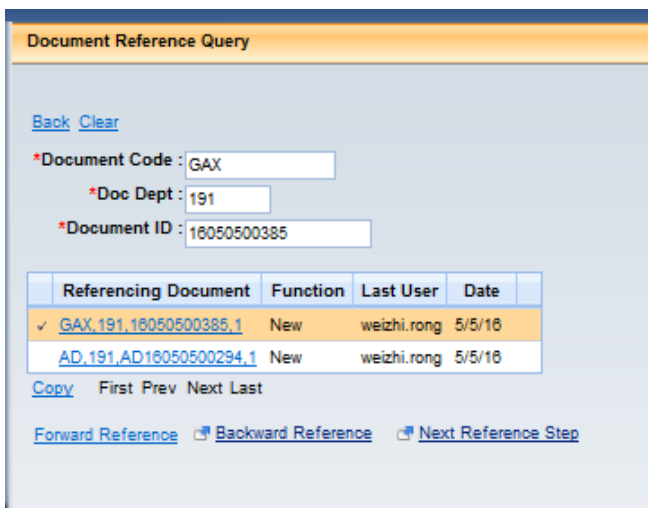 Document Reference Query
Back Clear
*Document Code : GAX
*Doc Dept : 191
*Document ID : 16050500385
Referencing Document Function Last User Date
✓ GAX,191,16050500385,1 New weizhi.rong 5/5/16
AD,191,AD16050500294,1 New weizhi.rong 5/5/16
Copy First Prev Next Last
Forward Reference Backward Reference Next Reference Step